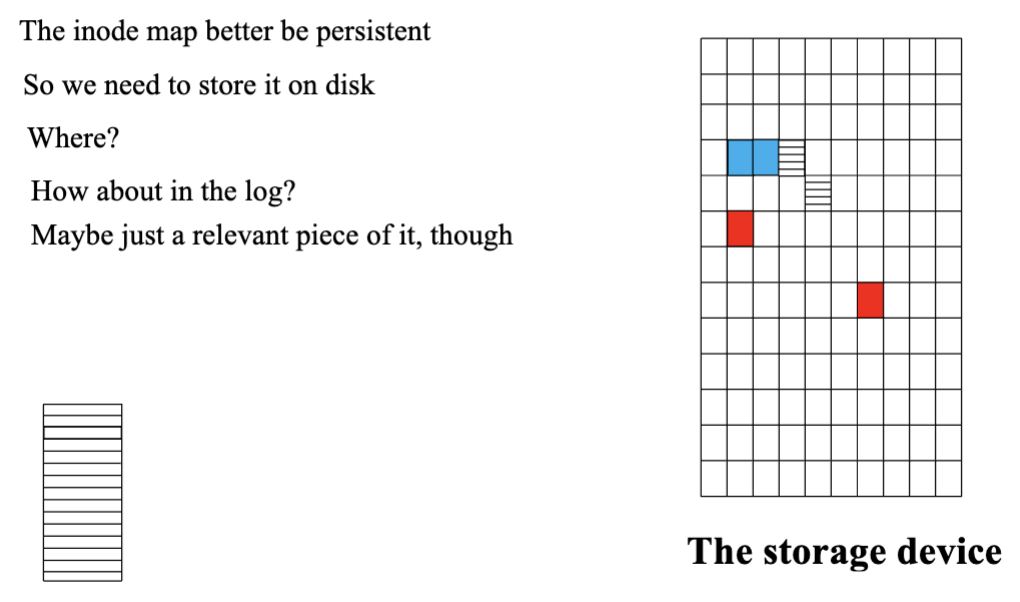 The inode map better be persistent
So we need to store it on disk
Where?
How about in the log?
Maybe just a relevant piece of it, though
The storage device